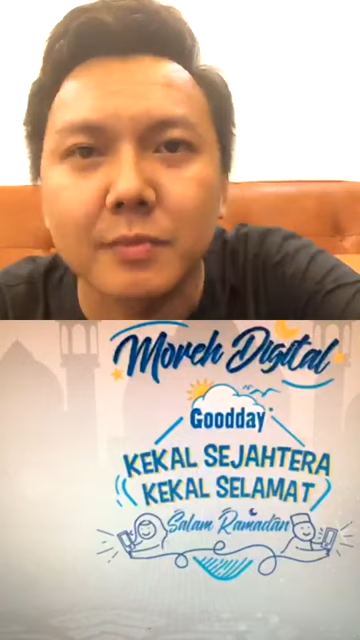 Moreh Digital
Goodday
KEKAL SEJAHTERA
KEKAL SELAMAT
Salam Ramadan